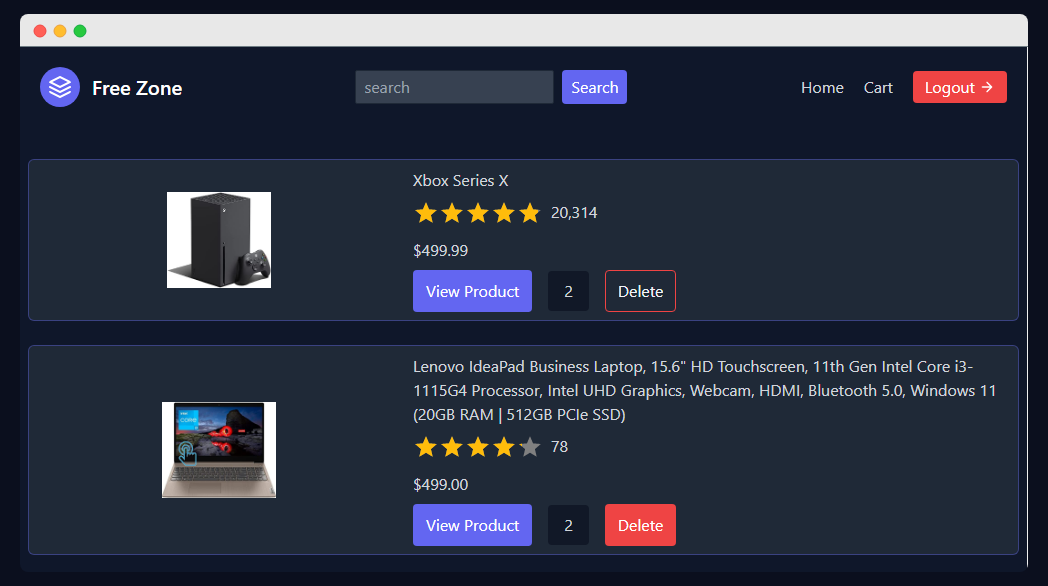 Free Zone
search
Search
Home
Cart
Logout →
Xbox Series X
20,314
$499.99
View Product
2
Delete
Lenovo IdeaPad Business Laptop, 15.6" HD Touchscreen, 11th Gen Intel Core i3-
1115G4 Processor, Intel UHD Graphics, Webcam, HDMI, Bluetooth 5.0, Windows 11
(20GB RAM | 512GB PCIe SSD)
78
$499.00
View Product
2
Delete